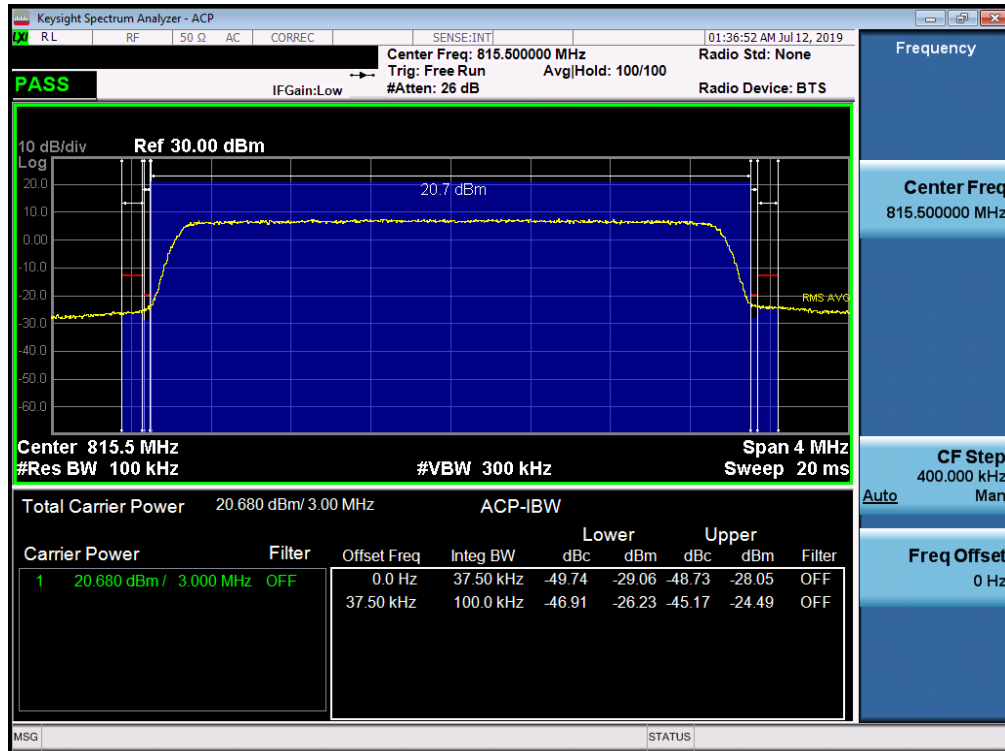 Keysight Spectrum Analyzer - ACP
LXI RL RF 50 Ω AC CORREC SENSE:INT 01:36:52 AM Jul 12, 2019
Center Freq: 815.500000 MHz Radio Std: None
Trig: Free Run Avg|Hold: 100/100
PASS IFGain:Low #Atten: 26 dB Radio Device: BTS
Frequency
10 dB/div Ref 30.00 dBm
Log
20.0
20.7 dBm
10.0
0.00
-10.0
-20.0
RMS AVG
-30.0
-40.0
-50.0
-60.0
Center 815.5 MHz Span 4 MHz
#Res BW 100 kHz #VBW 300 kHz Sweep 20 ms
Center Freq
815.500000 MHz
CF Step
400.000 kHz
Auto Man
Freq Offset
0 Hz
Total Carrier Power 20.680 dBm/ 3.00 MHz ACP-IBW
Lower Upper
Carrier Power Filter Offset Freq Integ BW dBc dBm dBc dBm Filter
1 20.680 dBm / 3.000 MHz OFF 0.0 Hz 37.50 kHz -49.74 -29.06 -48.73 -28.05 OFF
37.50 kHz 100.0 kHz -46.91 -26.23 -45.17 -24.49 OFF
MSG STATUS